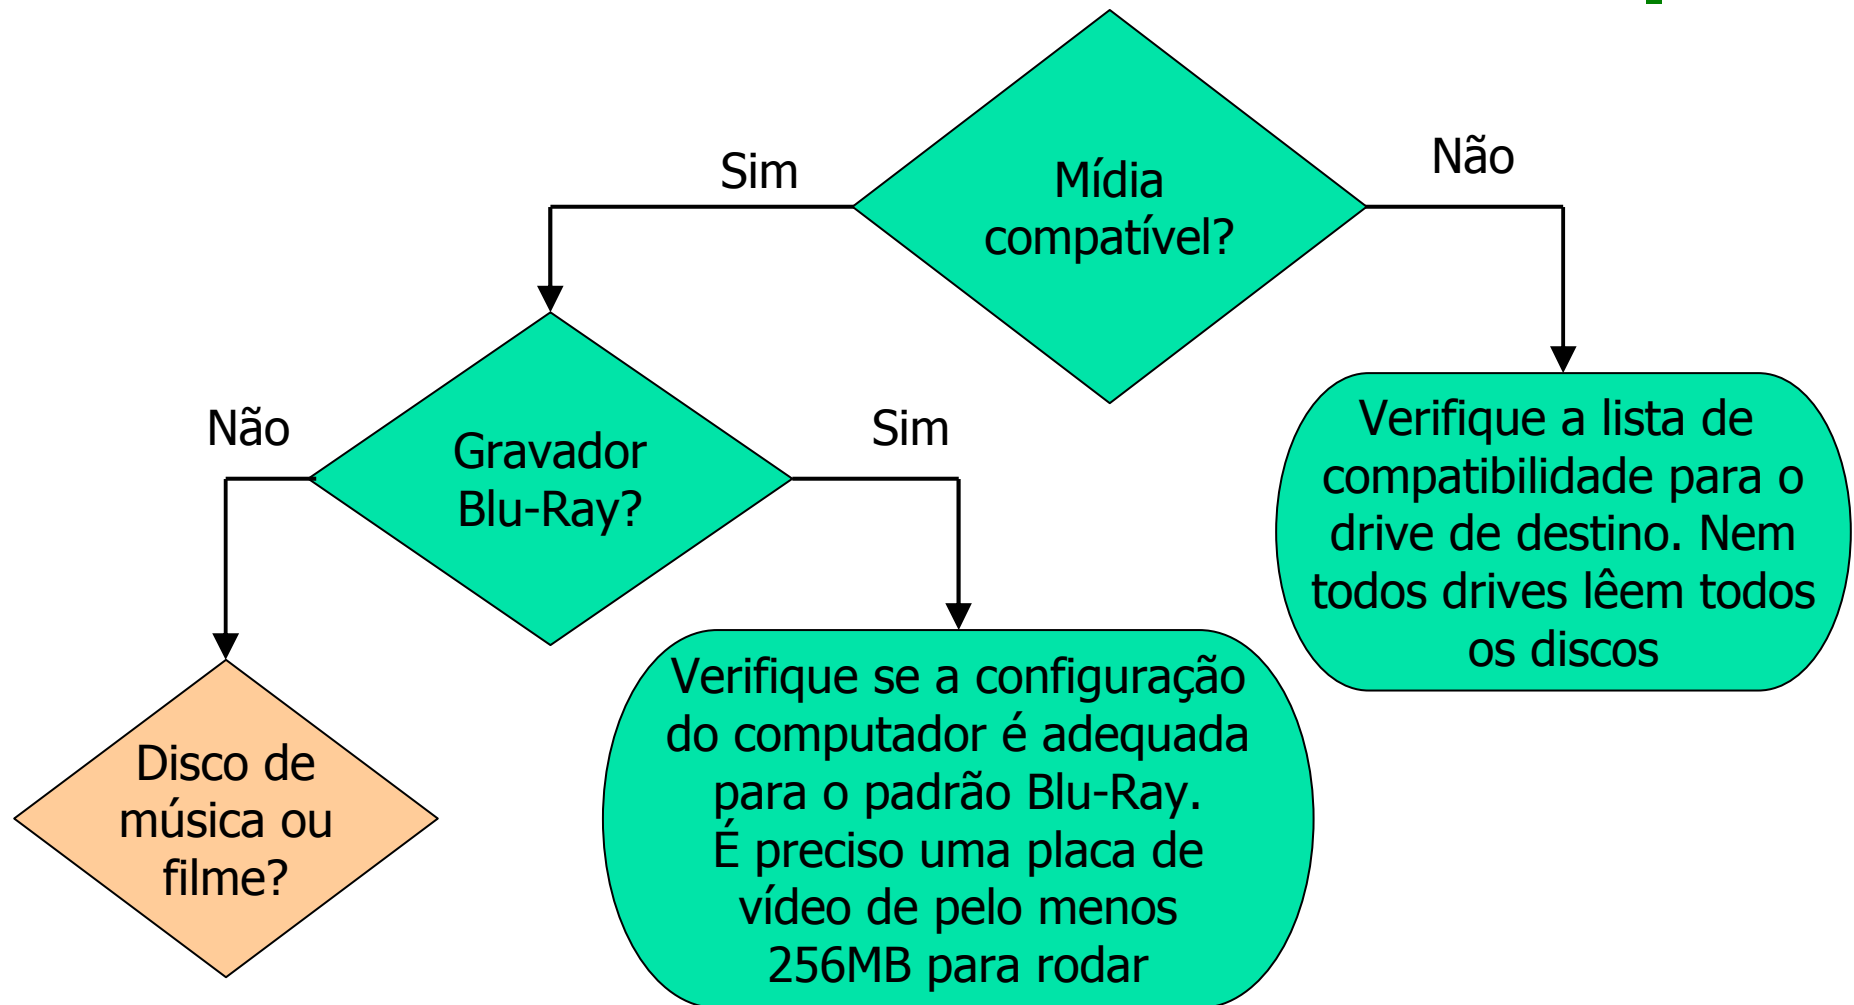 Sim
Mídia
compatível?
Não
Não
Gravador
Blu-Ray?
Sim
Verifique a lista de
compatibilidade para o
drive de destino. Nem
todos drives lêem todos
os discos
Disco de
música ou
filme?
Verifique se a configuração
do computador é adequada
para o padrão Blu-Ray.
É preciso uma placa de
vídeo de pelo menos
256MB para rodar